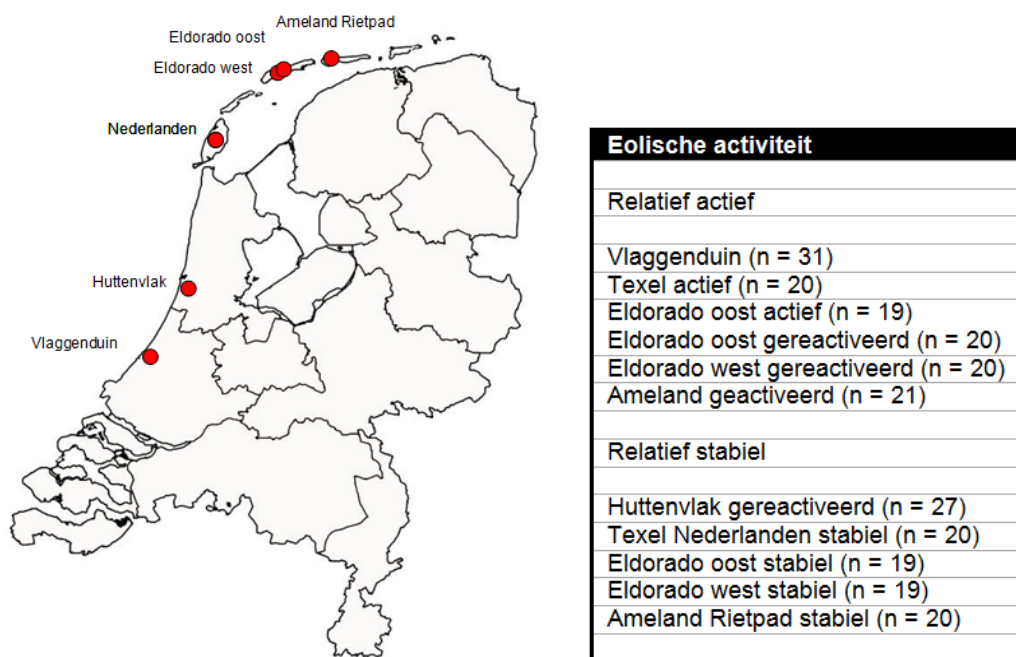 Ameland Rietpad
Eldorado oost
Eldorado west
Nederlanden
Huttenvlak
Vlaggenduin
Eolische activiteit
Relatief actief
Vlaggenduin (n = 31)
Texel actief (n = 20)
Eldorado oost actief (n = 19)
Eldorado oost gereactiveerd (n = 20)
Eldorado west gereactiveerd (n = 20)
Ameland geactiveerd (n = 21)
Relatief stabiel
Huttenvlak gereactiveerd (n = 27)
Texel Nederlanden stabiel (n = 20)
Eldorado oost stabiel (n = 19)
Eldorado west stabiel (n = 19)
Ameland Rietpad stabiel (n = 20)